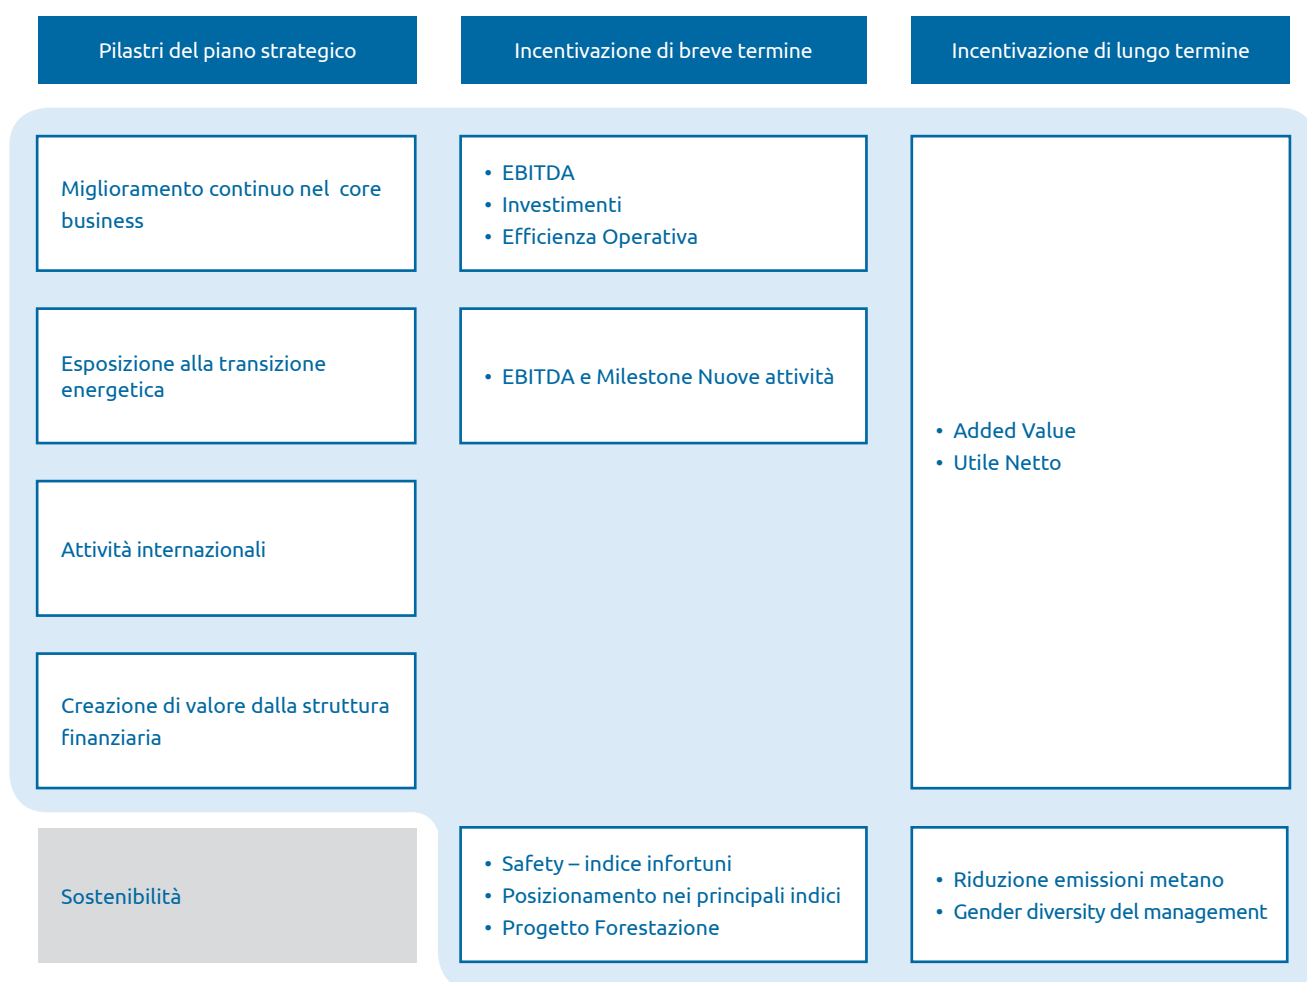 Pilastri del piano strategico
Incentivazione di breve termine
Incentivazione di lungo termine
Miglioramento continuo nel core
business
• EBITDA
• Investimenti
• Efficienza Operativa
Esposizione alla transizione
energetica
• EBITDA e Milestone Nuove attività
• Added Value
• Utile Netto
Attività internazionali
Creazione di valore dalla struttura
finanziaria
Sostenibilità
• Safety – indice infortuni
• Posizionamento nei principali indici
• Progetto Forestazione
• Riduzione emissioni metano
• Gender diversity del management